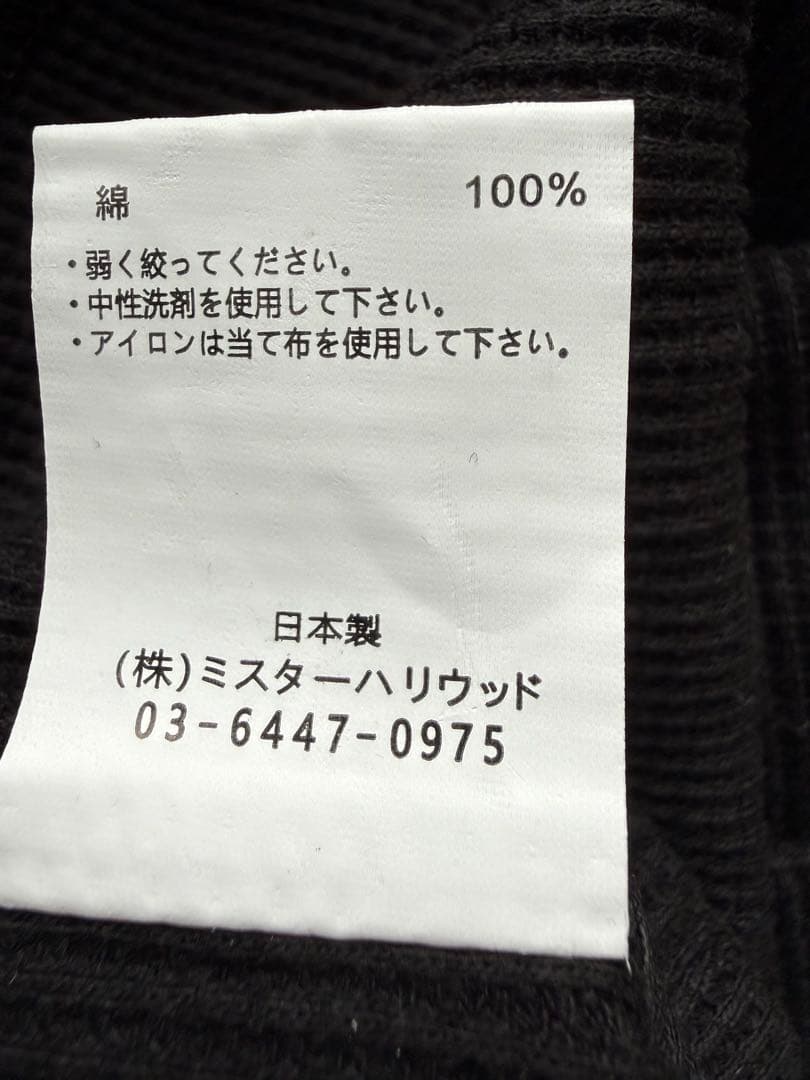 綿 100%
・弱く絞ってください。
・中性洗剤を使用して下さい。
・アイロンは当て布を使用して下さい。
日本製
(株)ミスターハリウッド
03-6447-0975